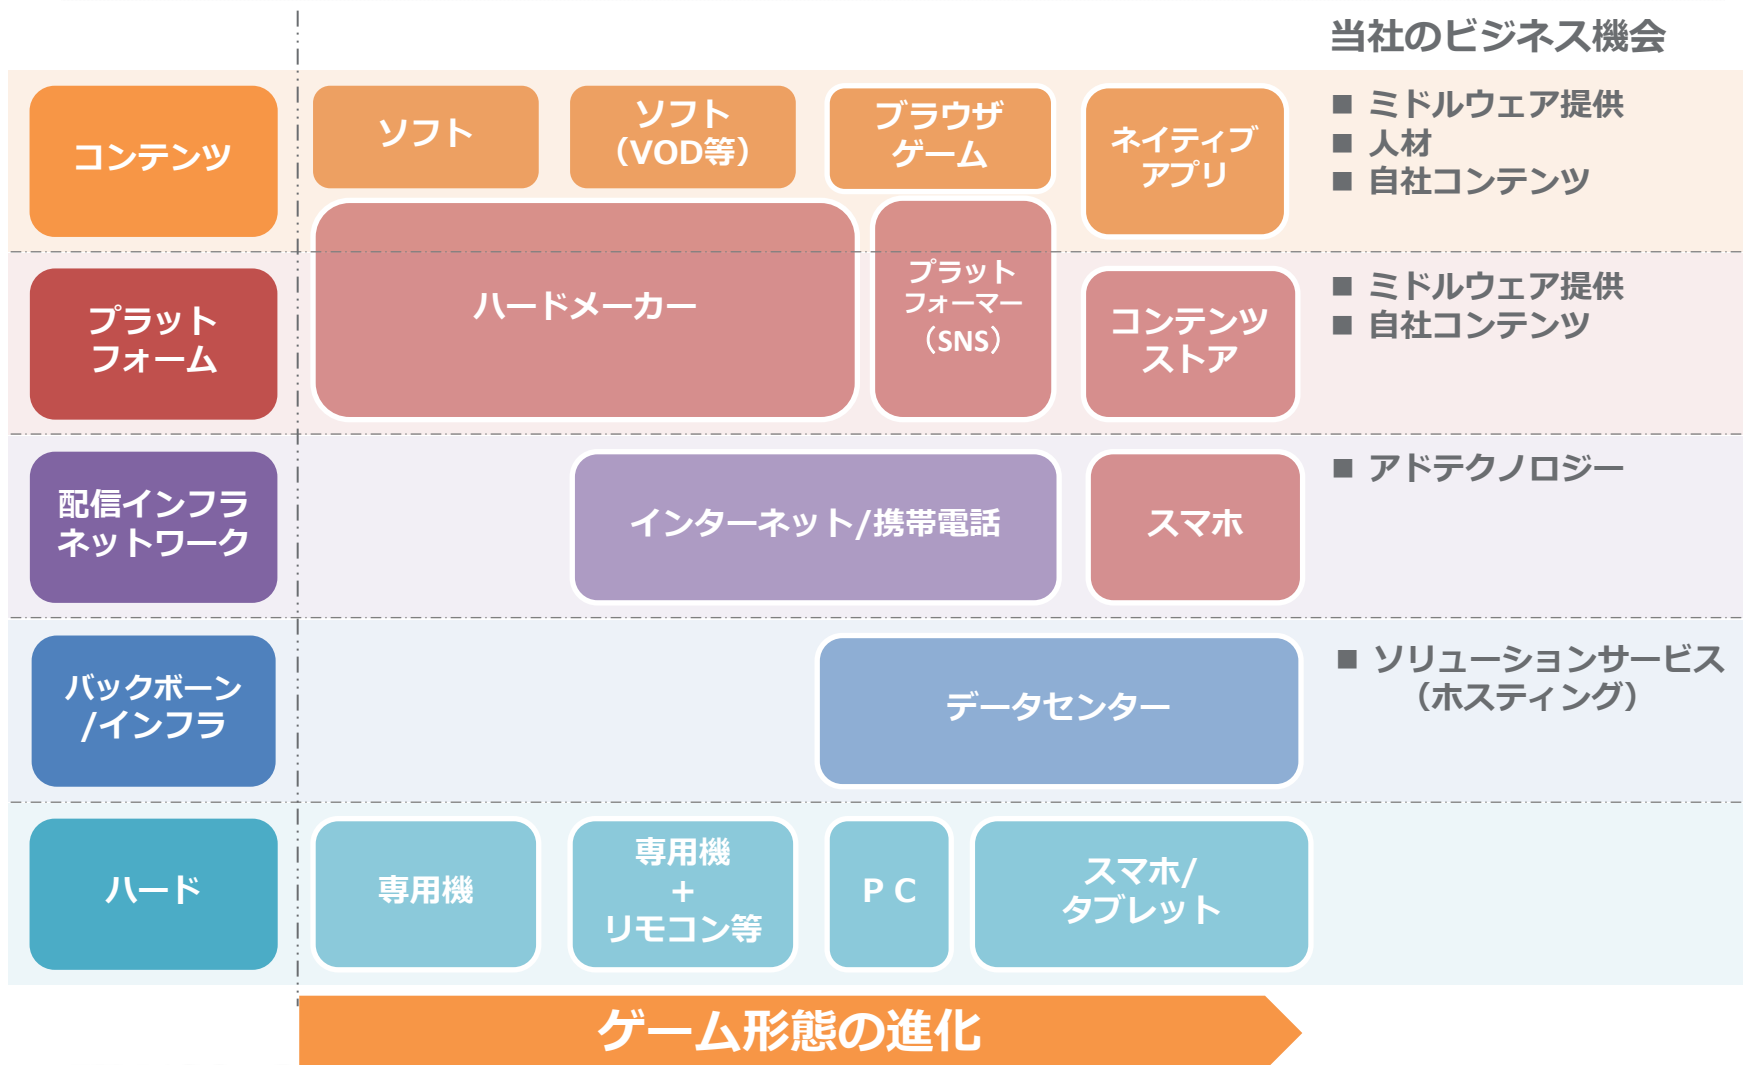 当社のビジネス機会
コンテンツ
ソフト
ソフト
（VOD等）
ブラウザ
ゲーム
ネイティブ
アプリ
■ ミドルウェア提供
■ 人材
■ 自社コンテンツ
プラット
フォーム
ハードメーカー
プラット
フォーマー
（SNS）
コンテンツ
ストア
■ ミドルウェア提供
■ 自社コンテンツ
配信インフラ
ネットワーク
インターネット/携帯電話
スマホ
■ アドテクノロジー
バックボーン
/インフラ
データセンター
■ ソリューションサービス
（ホスティング）
ハード
専用機
専用機
+
リモコン等
ＰＣ
スマホ/
タブレット
ゲーム形態の進化